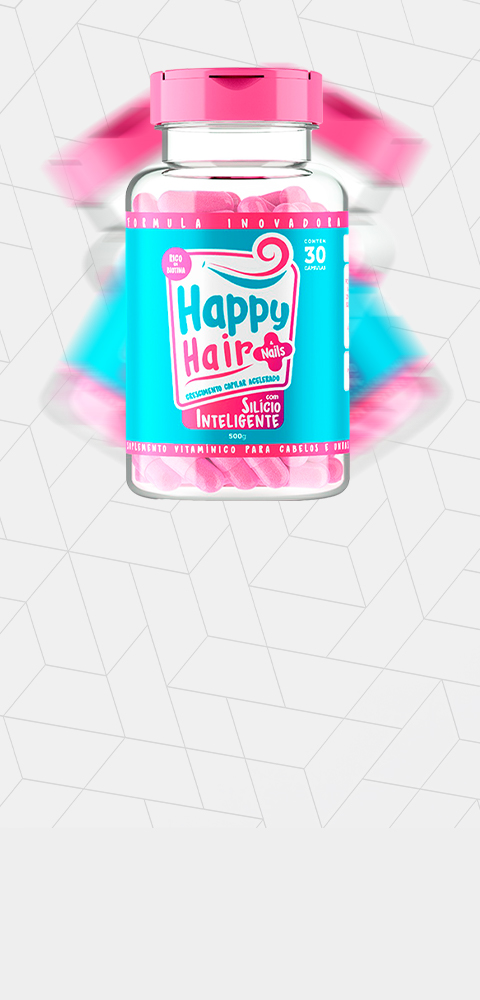 FORMULA INOVADORA
CONTÉM
30
CÁPSULAS
RICO
EM
BIOTINA
Happy
Hair
& Nails
CRESCIMENTO CAPILAR ACELERADO
com
SILÍCIO
INTELIGENTE
500g
SUPLEMENTO VITAMÍNICO PARA CABELOS E UNHAS